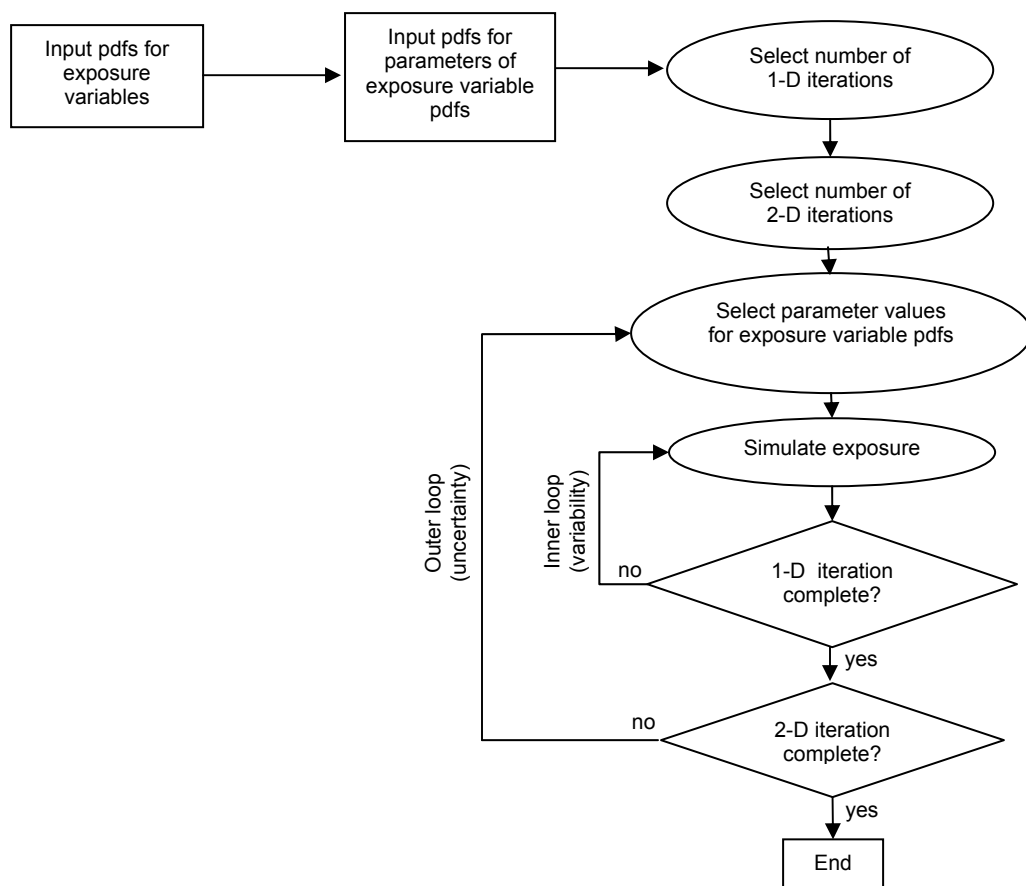 Input pdfs for
exposure
variables
Input pdfs for
parameters of
exposure variable
pdfs
Select number of
1-D iterations
Select number of
2-D iterations
Select parameter values
for exposure variable pdfs
Simulate exposure
Outer loop
(uncertainty)
Inner loop
(variability)
no
1-D iteration
complete?
yes
no
2-D iteration
complete?
yes
End